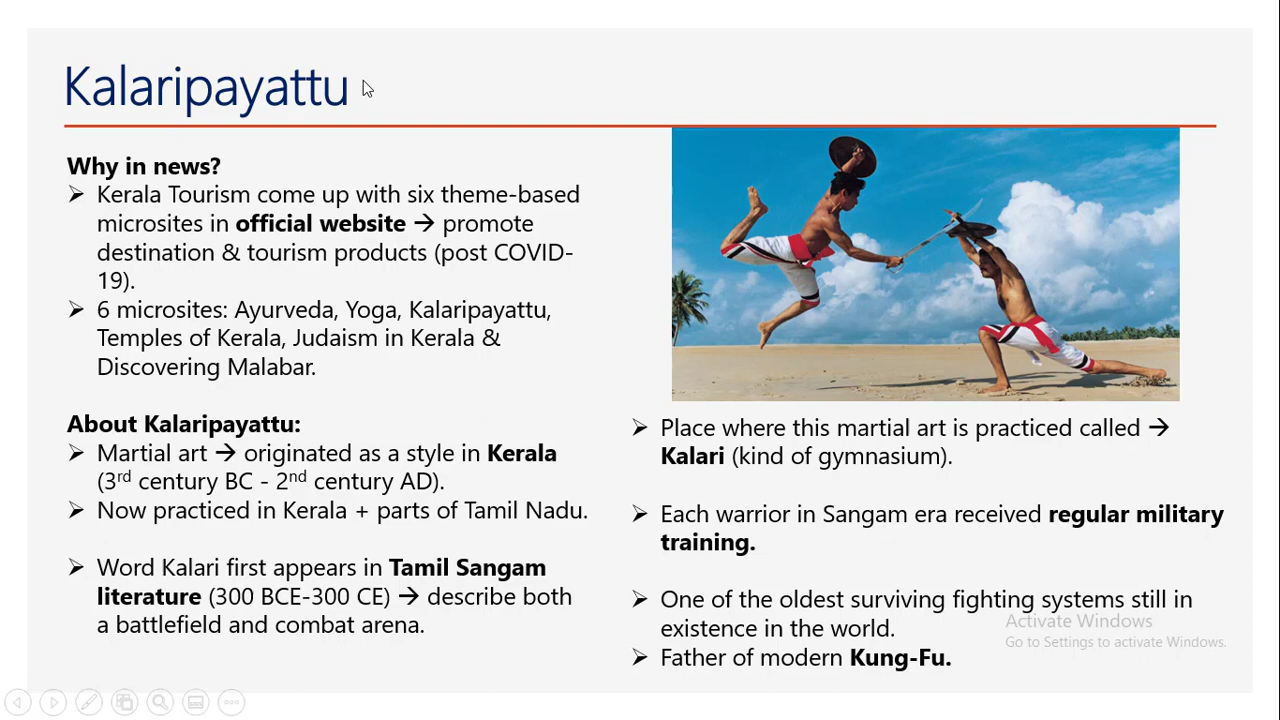 Kalaripayattu
Why in news?
➢ Kerala Tourism come up with six theme-based
microsites in official website → promote
destination & tourism products (post COVID-
19).
➢ 6 microsites: Ayurveda, Yoga, Kalaripayattu,
Temples of Kerala, Judaism in Kerala &
Discovering Malabar.
About Kalaripayattu:
➢ Martial art → originated as a style in Kerala
(3rd century BC - 2nd century AD).
➢ Now practiced in Kerala + parts of Tamil Nadu.
➢ Word Kalari first appears in Tamil Sangam
literature (300 BCE-300 CE) → describe both
a battlefield and combat arena.
➢ Place where this martial art is practiced called →
Kalari (kind of gymnasium).
➢ Each warrior in Sangam era received regular military
training.
➢ One of the oldest surviving fighting systems still in
existence in the world.
➢ Father of modern Kung-Fu.
Activate Windows
Go to Settings to activate Windows.